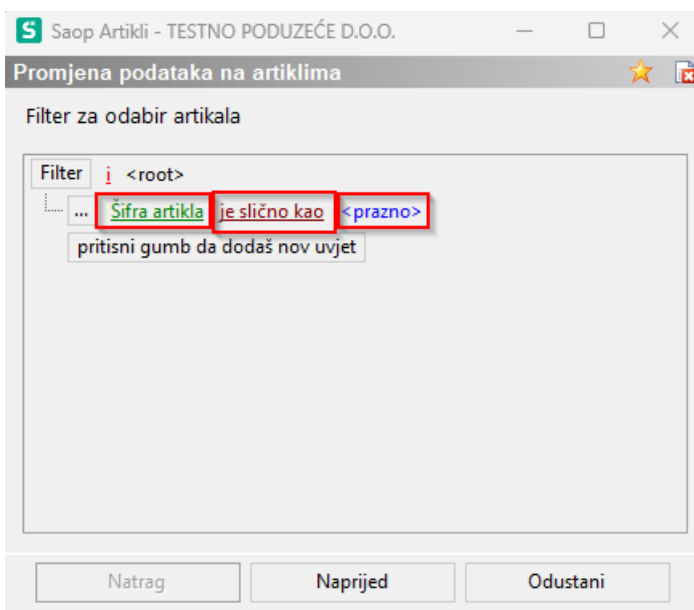 Saop Artikli - TESTNO PODUZEĆE D.O.O.
Promjena podataka na artiklima
Filter za odabir artikala
Filter i <root>
... Šifra artikla je slično kao <prazno>
pritisni gumb da dodaš nov uvjet
Natrag Naprijed Odustani